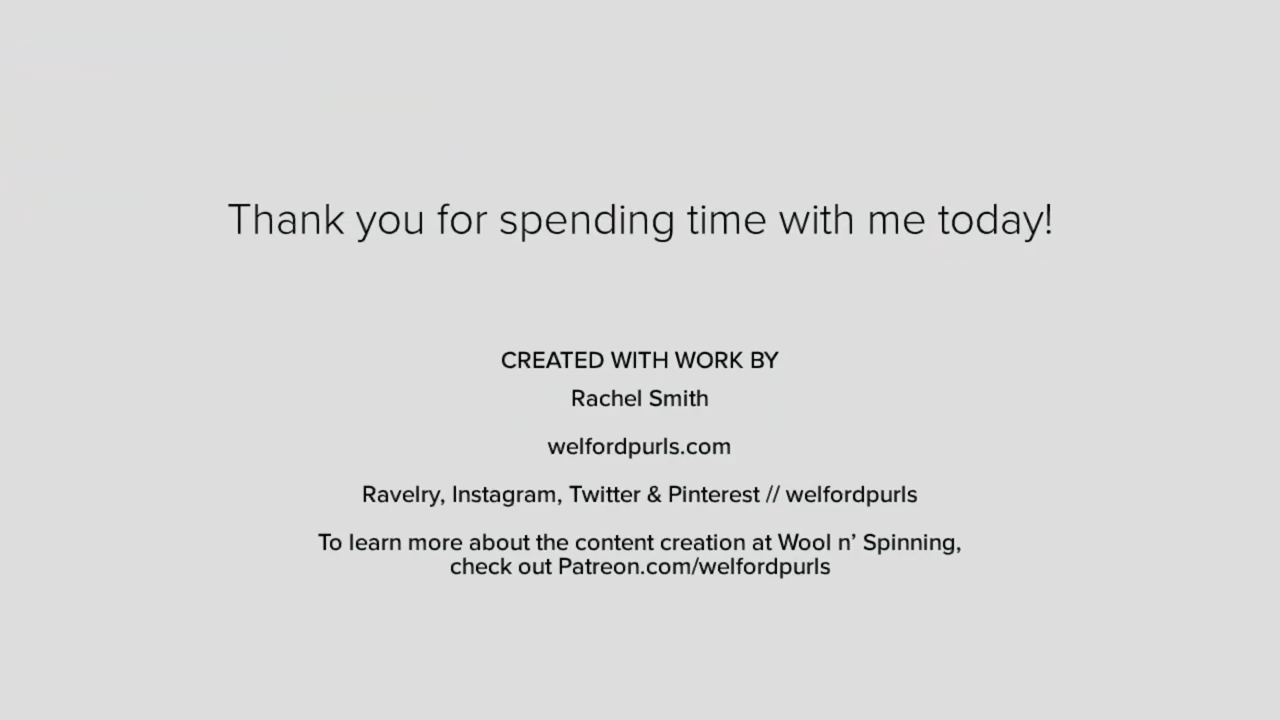 Thank you for spending time with me today!
CREATED WITH WORK BY
Rachel Smith
welfordpurls.com
Ravelry, Instagram, Twitter & Pinterest // welfordpurls
To learn more about the content creation at Wool n’ Spinning,
check out Patreon.com/welfordpurls